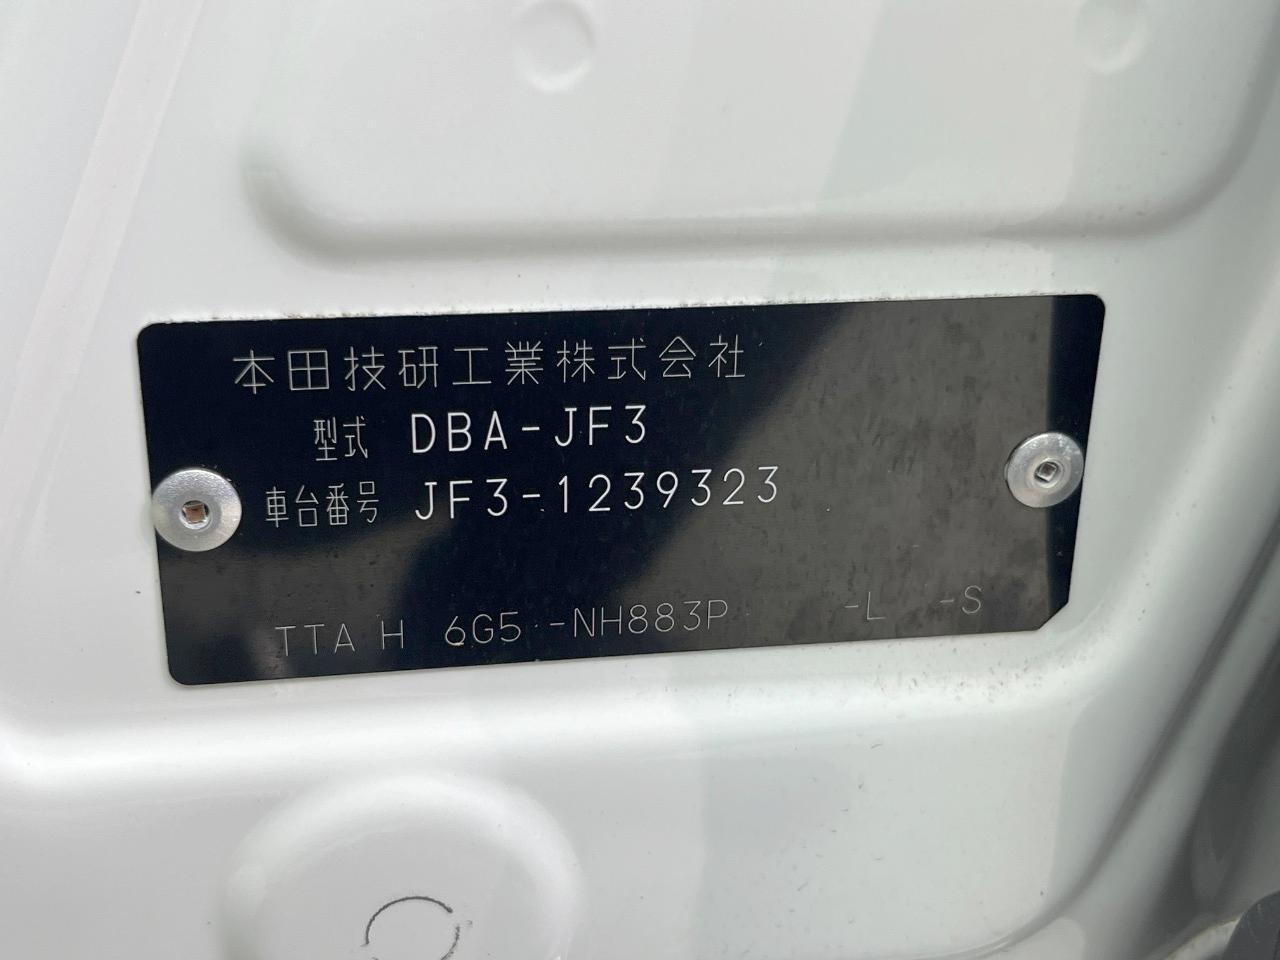 本田技研工業株式会社
型式 DBA-JF3
車台番号 JF3-1239323
TTA H 6G5 -NH883P -L -S